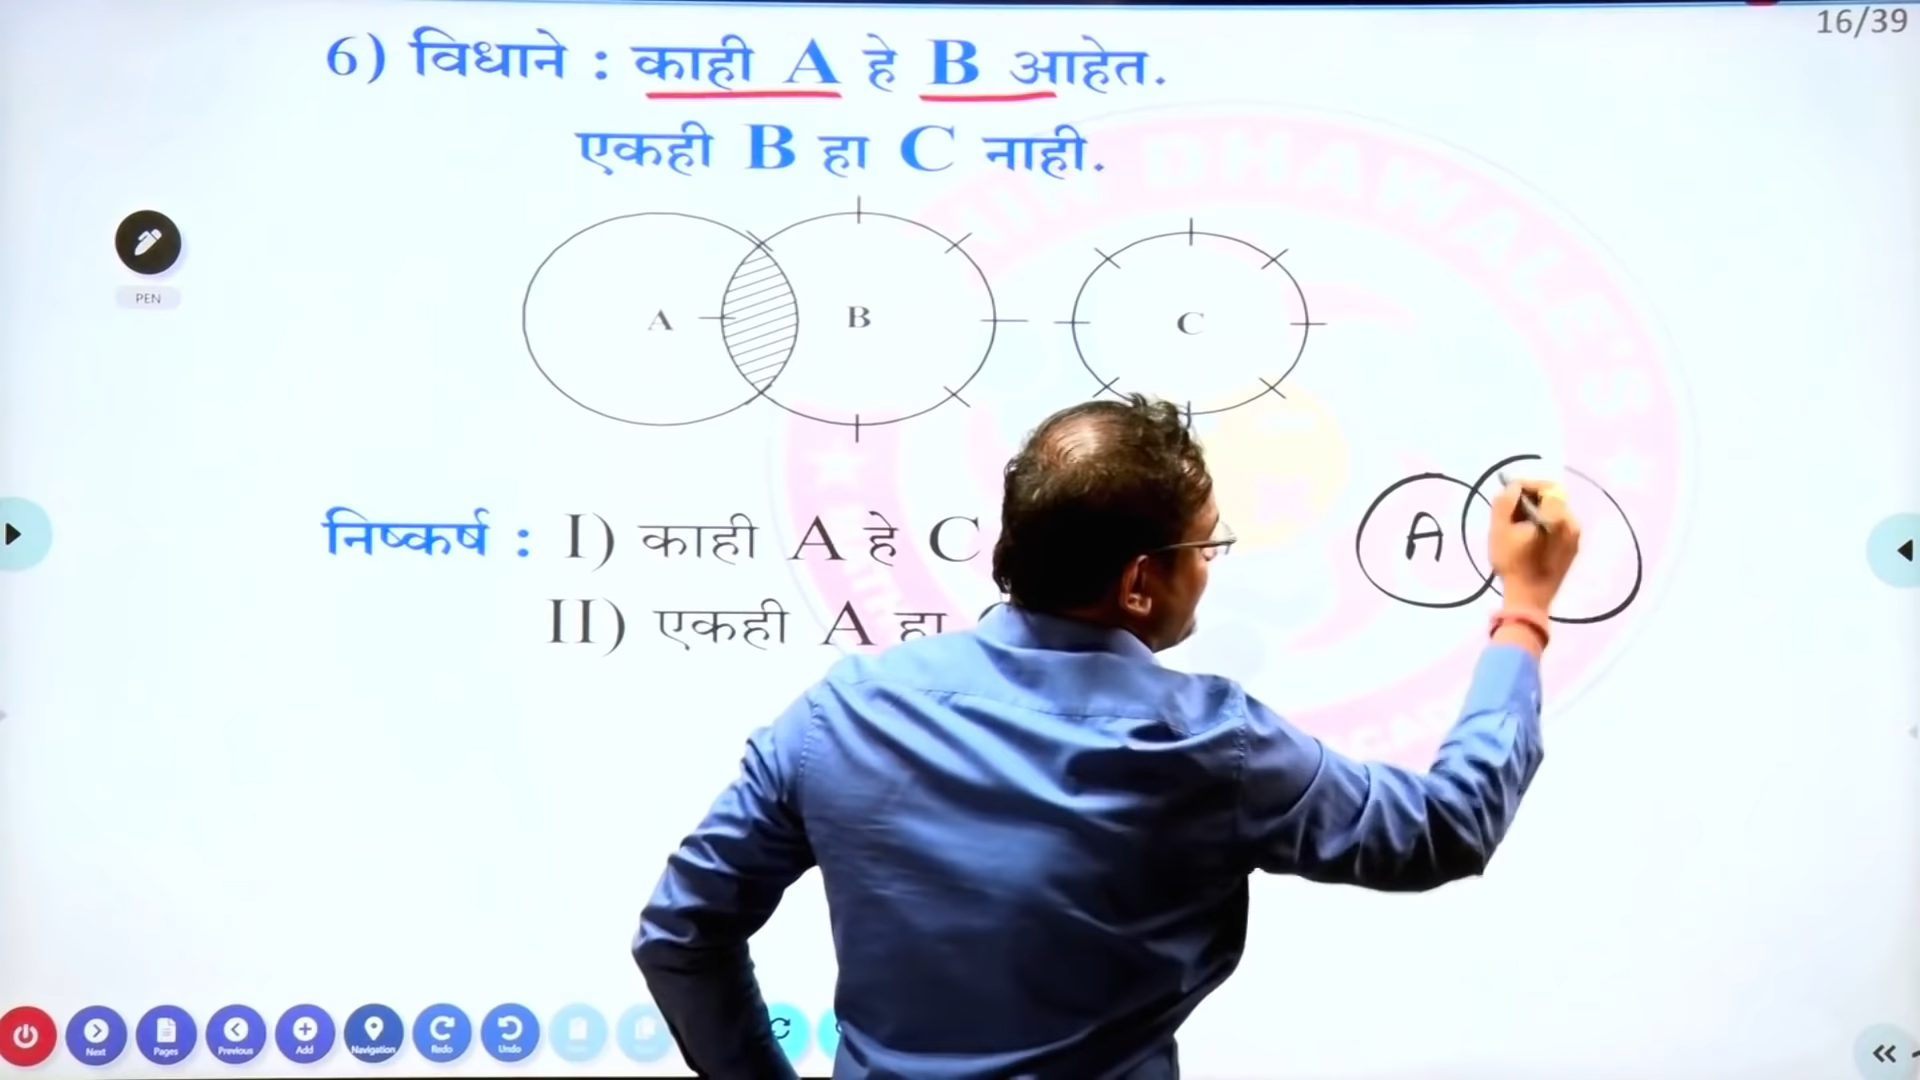 16/39
6) विधाने : काही A हे B आहेत.
एकही B हा C नाही.
PEN
A B C
निष्कर्ष : I) काही A हे C
II) एकही A हा
A
Next Pages Previous Add Navigation Redo Undo